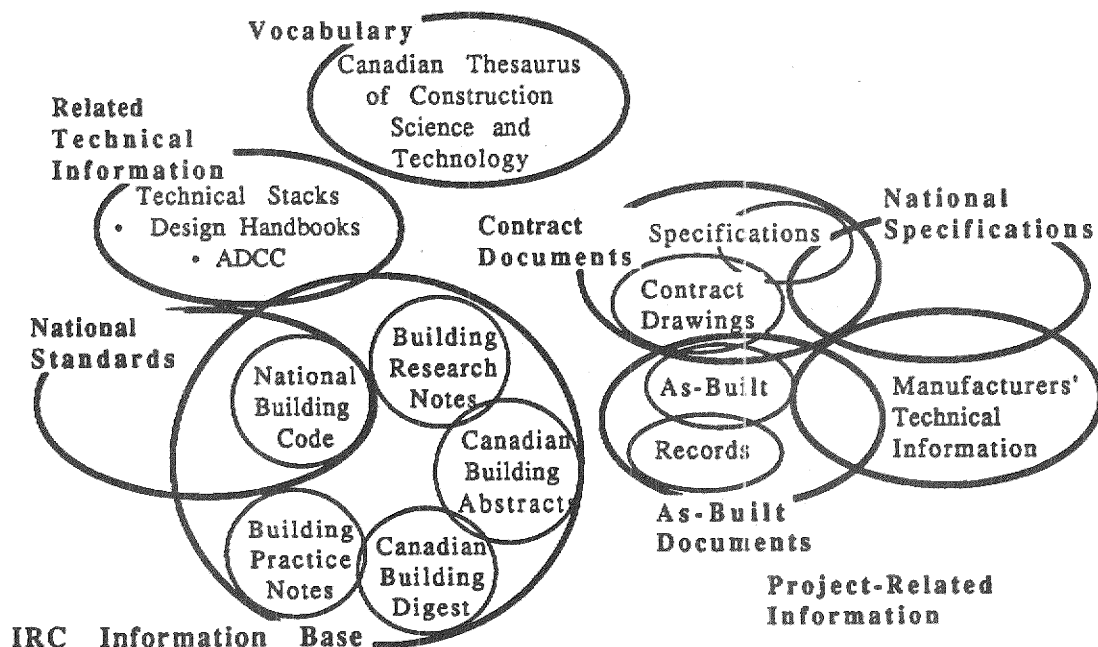 Vocabulary
Canadian Thesaurus
of Construction
Science and
Technology
Related
Technical
Information
Technical Stacks
• Design Handbooks
• ADCC
National
Standards
National
Building
Code
Building
Research
Notes
Canadian
Building
Abstracts
Building
Practice
Notes
Canadian
Building
Digest
IRC Information Base
Contract
Documents
Specifications
Contract
Drawings
National
Specifications
As-Built
Records
Manufacturers'
Technical
Information
As-Built
Documents
Project-Related
Information